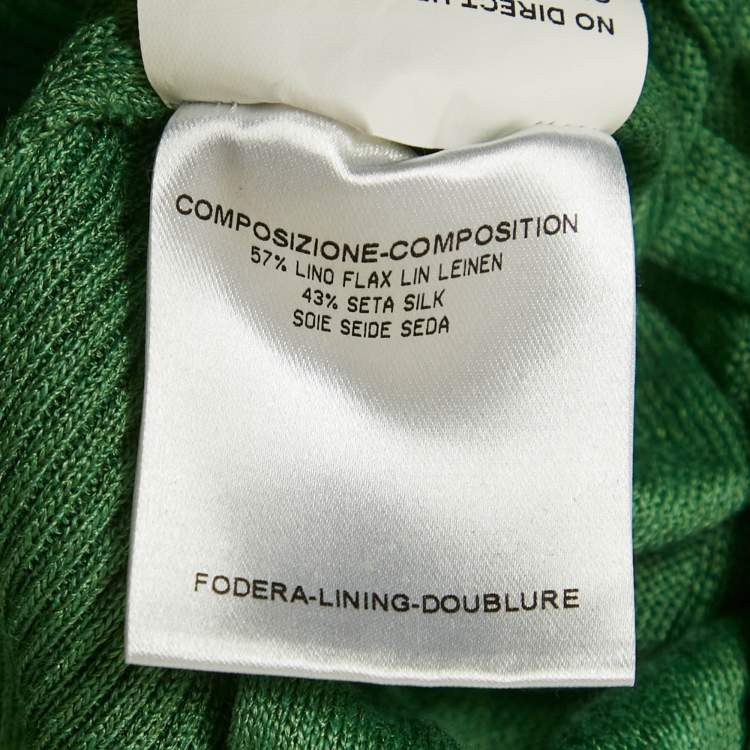 NO DIRECT
COMPOSIZIONE-COMPOSITION
57% LINO FLAX LIN LEINEN
43% SETA SILK
SOIE SEIDE SEDA
FODERA-LINING-DOUBLURE